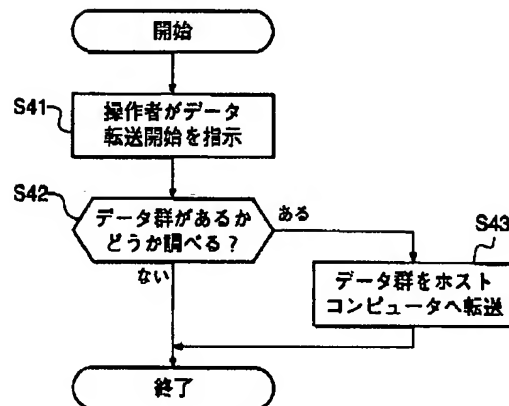 開始
S41
操作者がデータ
転送開始を指示
S42
データ群があるか
どうか調べる？
ある
ない
S43
データ群をホスト
コンピュータへ転送
終了